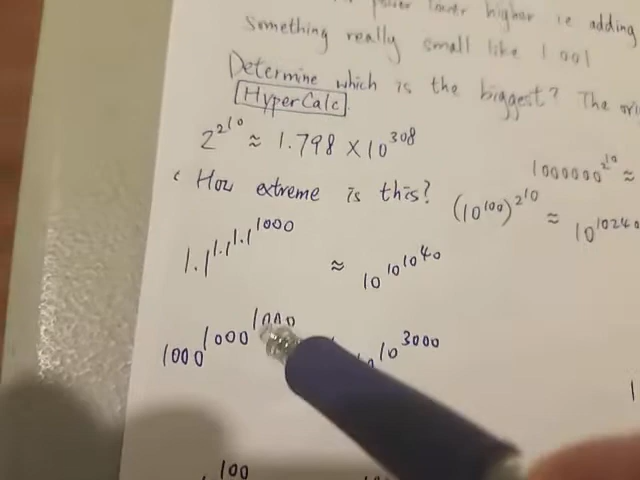 power lower higher ie adding
something really small like 1.001
Determine which is the biggest? The
HyperCalc
2^2^10 ≈ 1.798 × 10^308
1000000^2^10 ≈
How extreme is this?
(10^100)^2^10 ≈ 10^10240
1.1^1.1^1.1^1000 ≈ 10^10^10^40
1000^1000^1000 10^10^3000
100